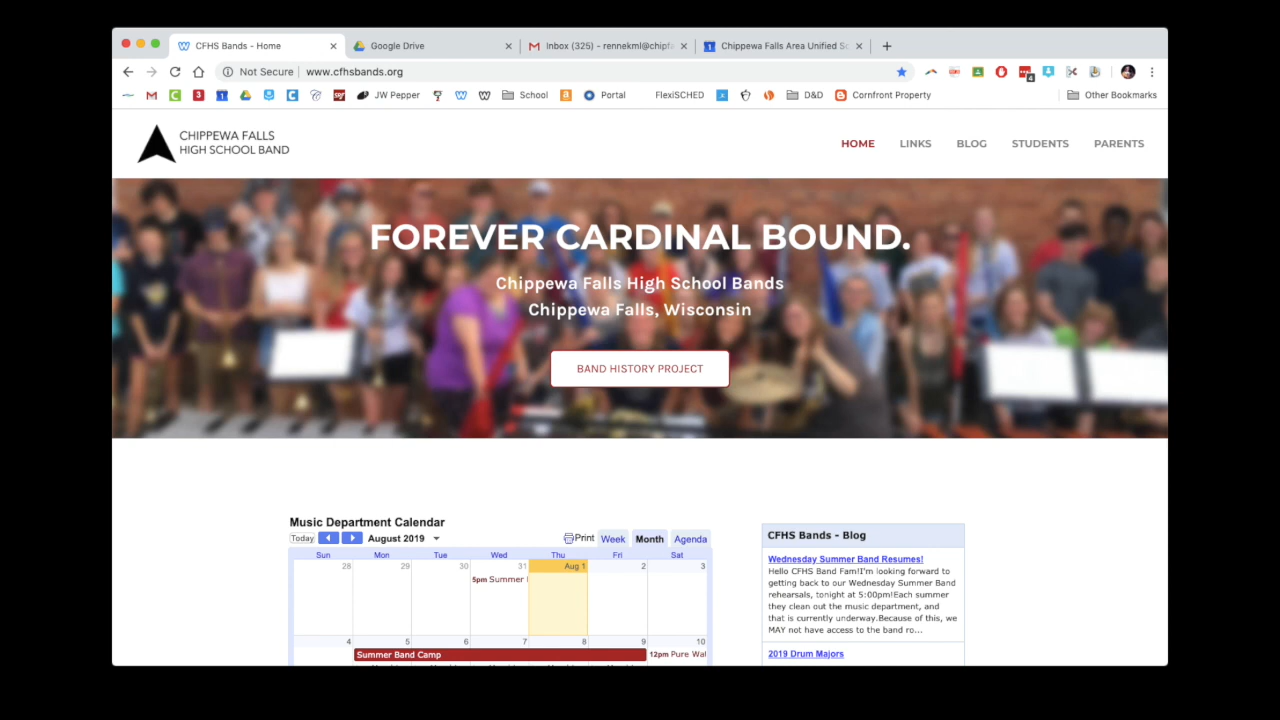 CFHS Bands - Home
Google Drive
Inbox (325) - rennekml@chipfa
Chippewa Falls Area Unified Sc
Not Secure
www.cfhsbands.org
JW Pepper
School
Portal
FlexiSCHED
D&D
Cornfront Property
Other Bookmarks
CHIPPEWA FALLS
HIGH SCHOOL BAND
HOME
LINKS
BLOG
STUDENTS
PARENTS
FOREVER CARDINAL BOUND.
Chippewa Falls High School Bands
Chippewa Falls, Wisconsin
BAND HISTORY PROJECT
Music Department Calendar
Today
August 2019
Print
Week
Month
Agenda
Sun Mon Tue Wed Thu Fri Sat
28 29 30 31 Aug 1 2 3
5pm Summer
4 5 6 7 8 9 10
Summer Band Camp
12pm Pure Wat
CFHS Bands - Blog
Wednesday Summer Band Resumes!
Hello CFHS Band Fam!I'm looking forward to
getting back to our Wednesday Summer Band
rehearsals, tonight at 5:00pm!Each summer
they clean out the music department, and
that is currently underway.Because of this, we
MAY not have access to the band ro...
2019 Drum Majors